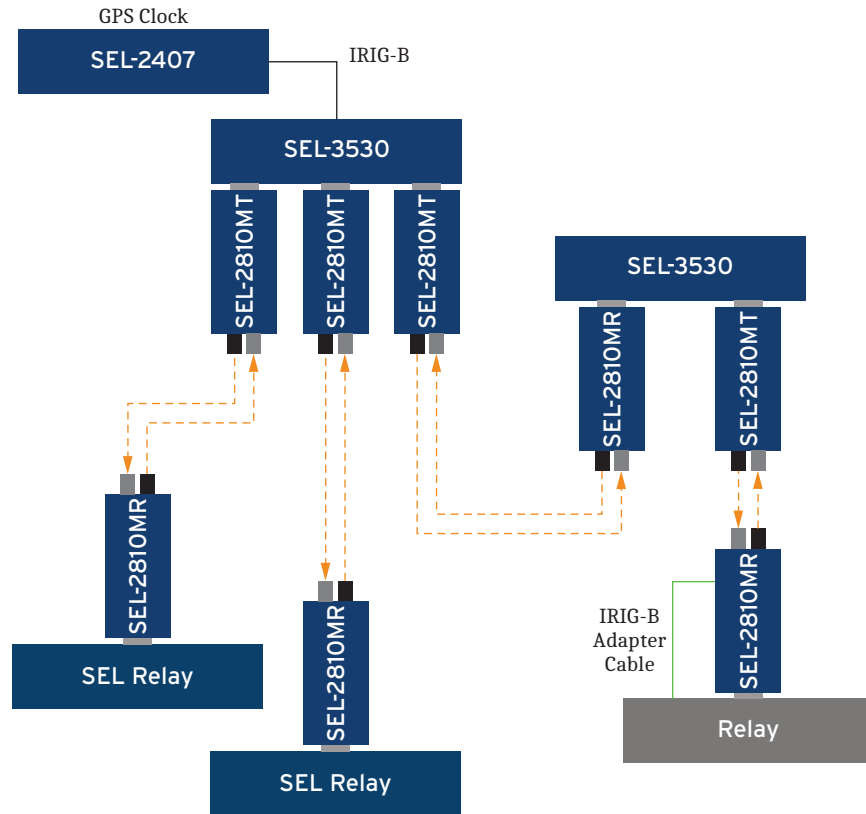 GPS Clock
SEL-2407
IRIG-B
SEL-3530
SEL-2810MT
SEL-2810MT
SEL-2810MT
SEL-3530
SEL-2810MR
SEL-2810MT
SEL-2810MR
SEL Relay
SEL-2810MR
SEL Relay
IRIG-B
Adapter
Cable
SEL-2810MR
Relay